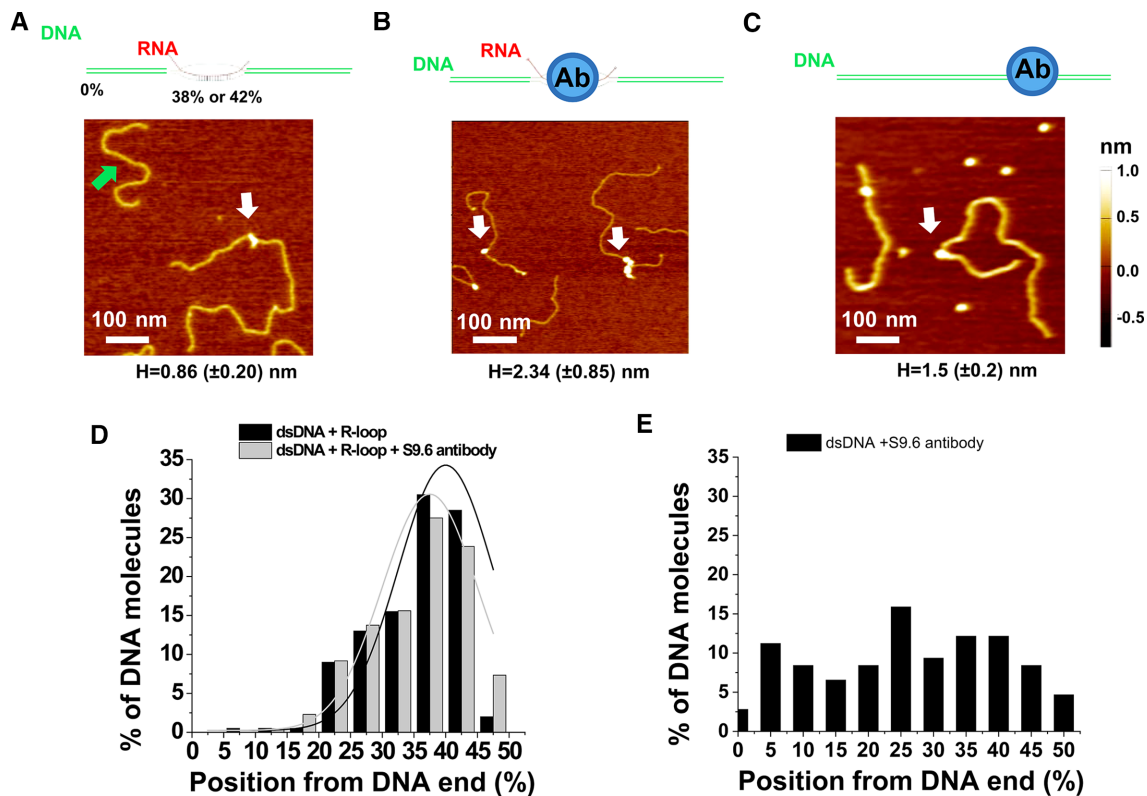 A
DNA
RNA
0%
38% or 42%
100 nm
H=0.86 (±0.20) nm
B
RNA
DNA
Ab
100 nm
H=2.34 (±0.85) nm
C
DNA
Ab
100 nm
H=1.5 (±0.2) nm
nm
1.0
0.0
-0.5
D
dsDNA + R-loop
dsDNA + R-loop + S9.6 antibody
% of DNA molecules
35
30
25
20
15
10
5
0
0 5 10 15 20 25 30 35 40 45 50
Position from DNA end (%)
E
dsDNA +S9.6 antibody
% of DNA molecules
35
30
25
20
15
10
5
0
0 5 10 15 20 25 30 35 40 45 50
Position from DNA end (%)